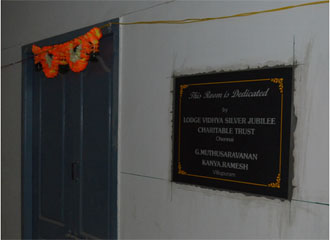 This Room is Dedicated
by
LODGE VIDHYA SILVER JUBILEE
CHARITABLE TRUST
Chennai
G. MUTHUSARAVANAN
KANYA RAMESH